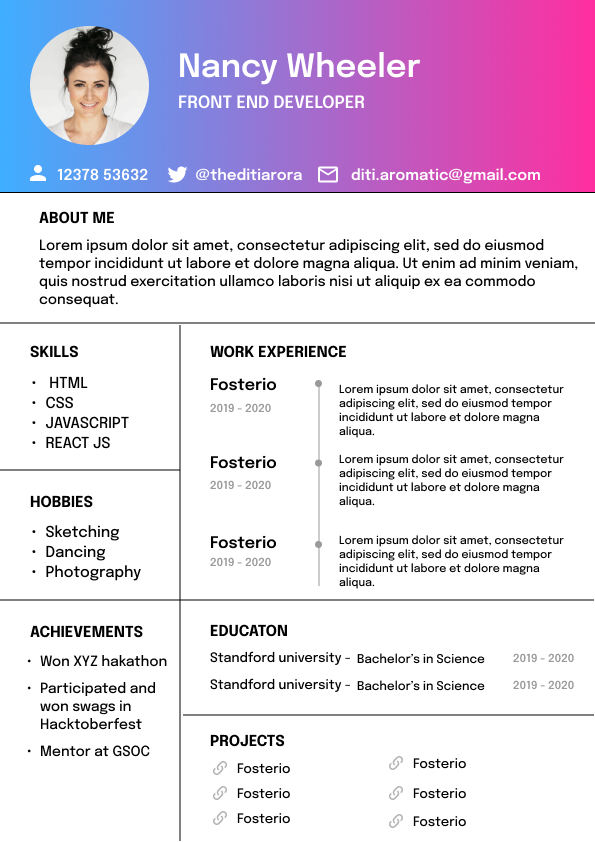 Nancy Wheeler
FRONT END DEVELOPER
12378 53632
@theditiarora
diti.aromatic@gmail.com
ABOUT ME
Lorem ipsum dolor sit amet, consectetur adipiscing elit, sed do eiusmod
tempor incididunt ut labore et dolore magna aliqua. Ut enim ad minim veniam,
quis nostrud exercitation ullamco laboris nisi ut aliquip ex ea commodo
consequat.
SKILLS
• HTML
• CSS
• JAVASCRIPT
• REACT JS
HOBBIES
• Sketching
• Dancing
• Photography
ACHIEVEMENTS
• Won XYZ hakathon
• Participated and
won swags in
Hacktoberfest
• Mentor at GSOC
WORK EXPERIENCE
Fosterio
2019 - 2020
Lorem ipsum dolor sit amet, consectetur
adipiscing elit, sed do eiusmod tempor
incididunt ut labore et dolore magna
aliqua.
Fosterio
2019 - 2020
Lorem ipsum dolor sit amet, consectetur
adipiscing elit, sed do eiusmod tempor
incididunt ut labore et dolore magna
aliqua.
Fosterio
2019 - 2020
Lorem ipsum dolor sit amet, consectetur
adipiscing elit, sed do eiusmod tempor
incididunt ut labore et dolore magna
aliqua.
EDUCATON
Standford university - Bachelor's in Science 2019 - 2020
Standford university - Bachelor's in Science 2019 - 2020
PROJECTS
Fosterio
Fosterio
Fosterio
Fosterio
Fosterio
Fosterio